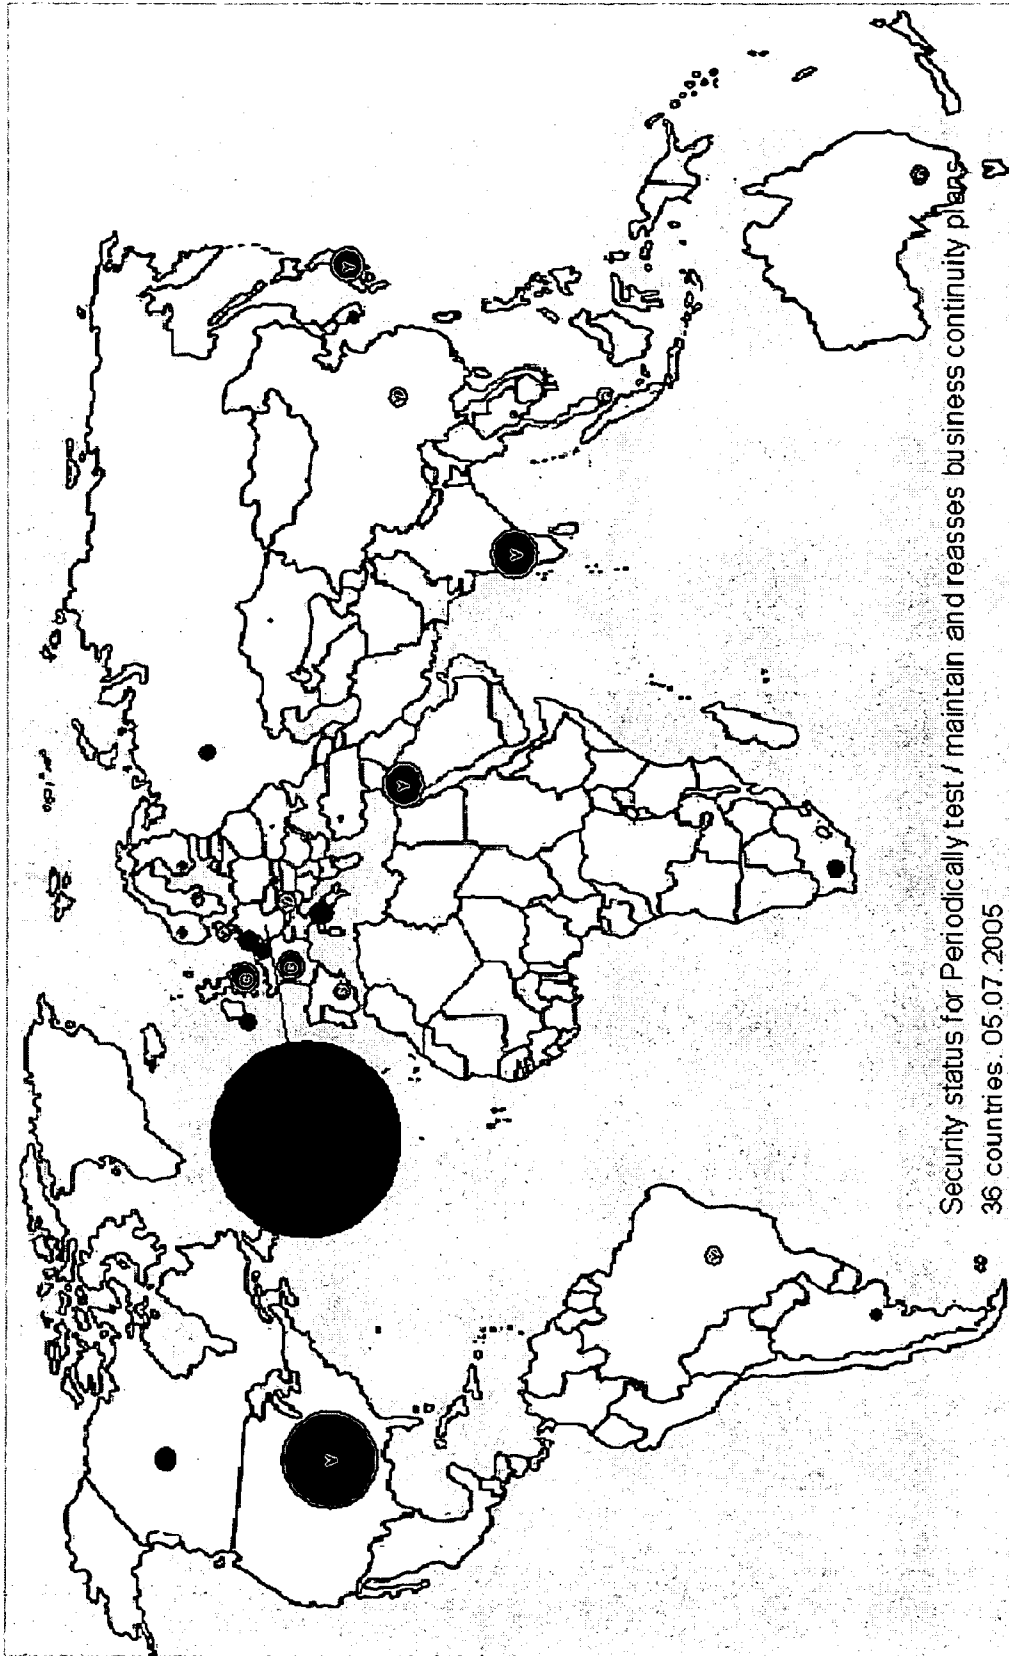 Security status for Periodically test / maintain and reasses business continuity plans
36 countries. 05.07.2005
Y
Y
Y
Y
G
G